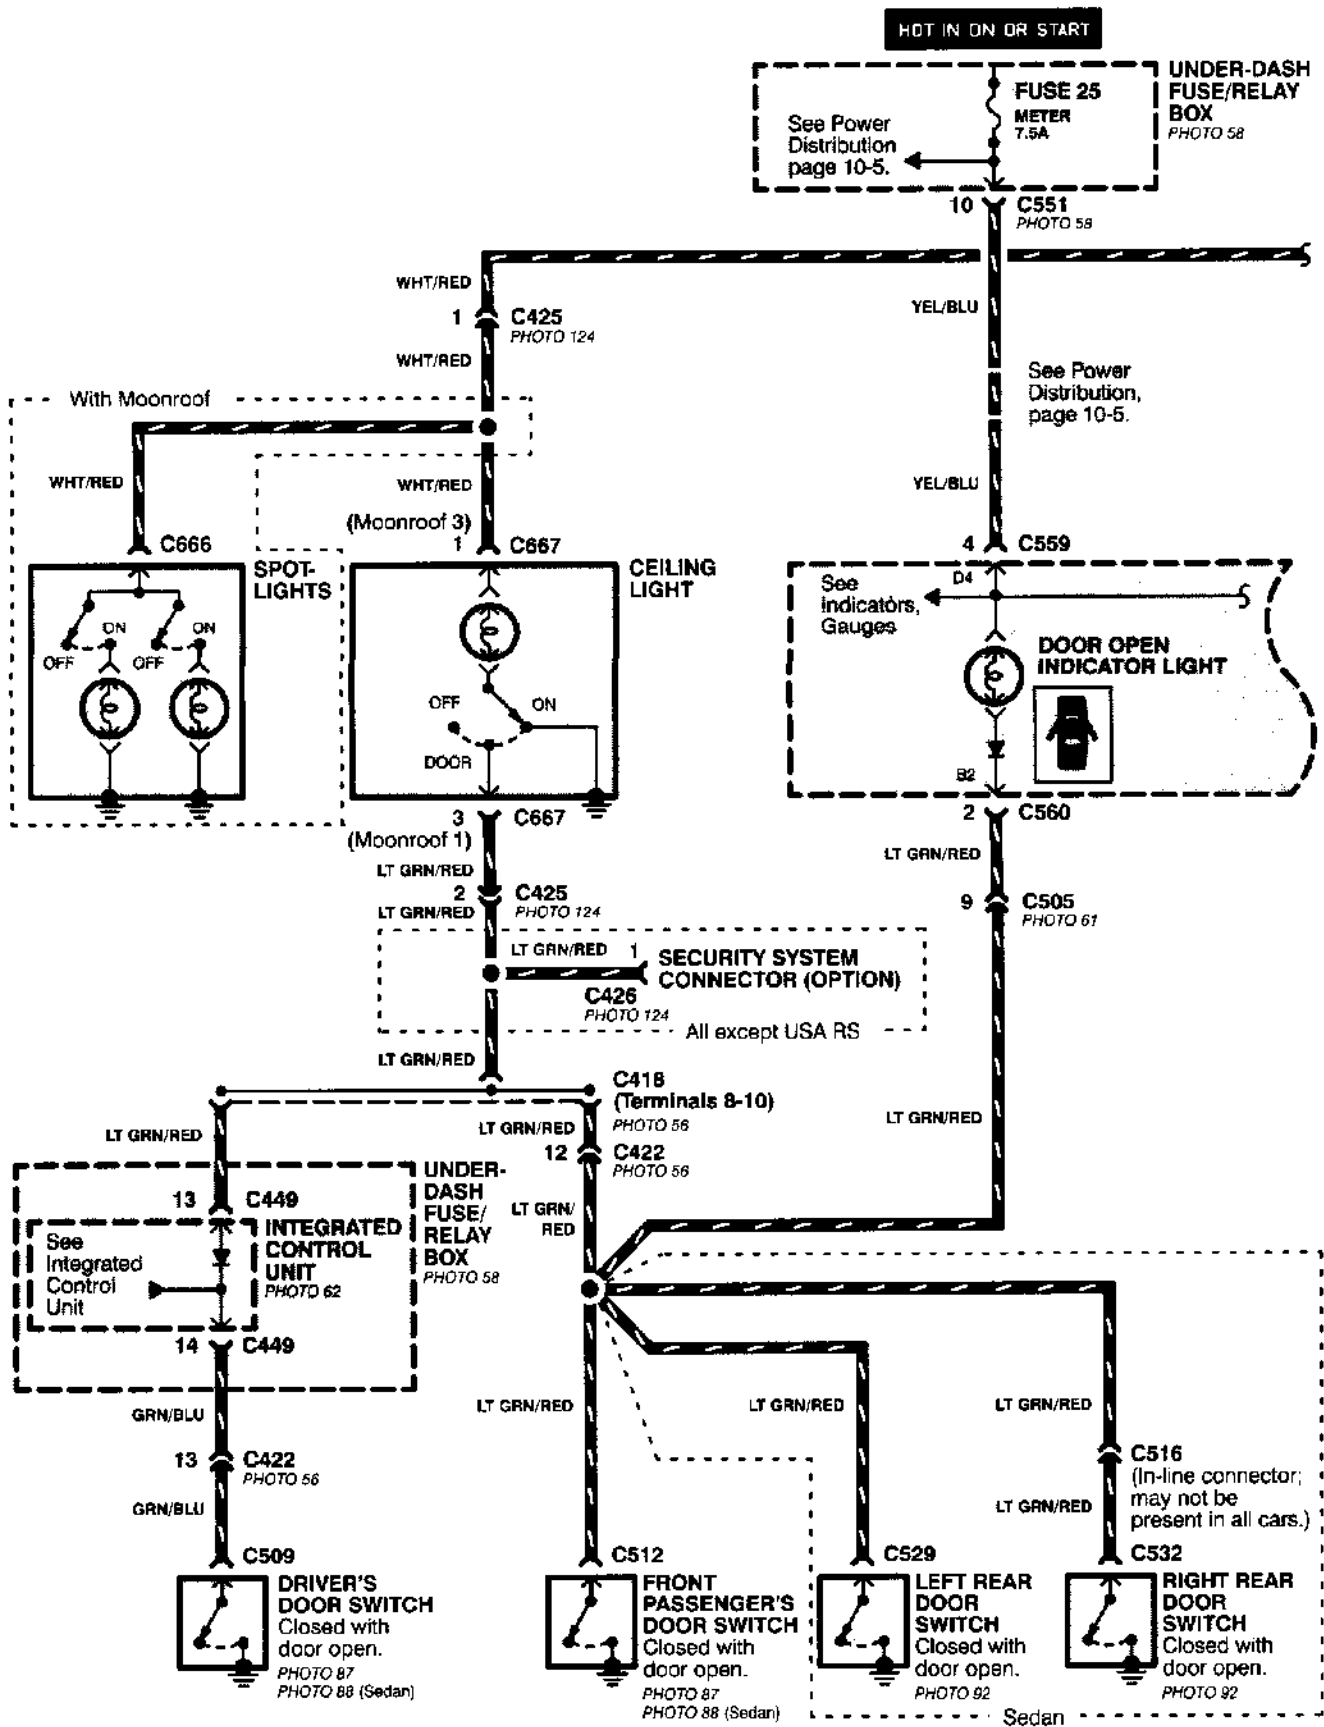 HOT IN ON OR START
UNDER-DASH
FUSE/RELAY
BOX
PHOTO 58
FUSE 25
METER
7.5A
See Power
Distribution
page 10-5.
10
C551
PHOTO 58
WHT/RED
YEL/BLU
1
C425
PHOTO 124
WHT/RED
See Power
Distribution,
page 10-5.
With Moonroof
WHT/RED
WHT/RED
YEL/BLU
(Moonroof 3)
1
C667
C666
4
C559
SPOT-
LIGHTS
CEILING
LIGHT
See
Indicators,
Gauges
D4
ON
OFF
ON
OFF
DOOR OPEN
INDICATOR LIGHT
OFF
ON
DOOR
B2
3
C667
(Moonroof 1)
2
C560
LT GRN/RED
LT GRN/RED
2
C425
PHOTO 124
LT GRN/RED
9
C505
PHOTO 61
LT GRN/RED
1
SECURITY SYSTEM
CONNECTOR (OPTION)
C426
PHOTO 124
All except USA RS
LT GRN/RED
C418
(Terminals 8-10)
PHOTO 56
LT GRN/RED
LT GRN/RED
LT GRN/RED
12
C422
PHOTO 56
UNDER-
DASH
FUSE/
RELAY
BOX
PHOTO 58
13
C449
LT GRN/
RED
INTEGRATED
CONTROL
UNIT
PHOTO 62
See
Integrated
Control
Unit
14
C449
GRN/BLU
LT GRN/RED
LT GRN/RED
LT GRN/RED
13
C422
PHOTO 56
C516
(In-line connector;
may not be
present in all cars.)
GRN/BLU
LT GRN/RED
C509
C512
C529
C532
DRIVER'S
DOOR SWITCH
Closed with
door open.
PHOTO 87
PHOTO 88 (Sedan)
FRONT
PASSENGER'S
DOOR SWITCH
Closed with
door open.
PHOTO 87
PHOTO 88 (Sedan)
LEFT REAR
DOOR
SWITCH
Closed with
door open.
PHOTO 92
RIGHT REAR
DOOR
SWITCH
Closed with
door open.
PHOTO 92
Sedan